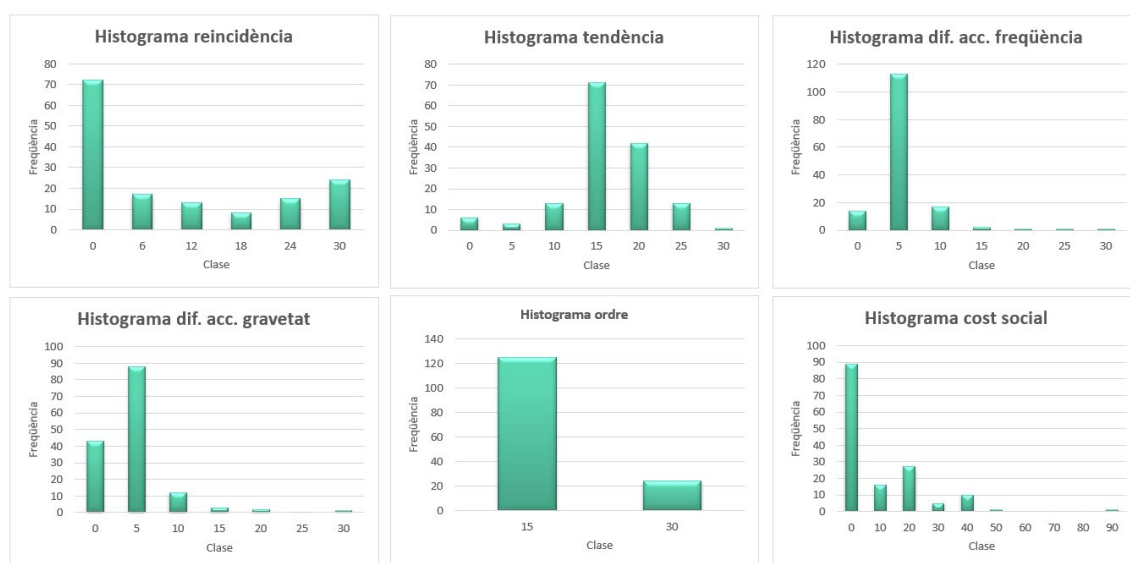 Histograma reincidència
80
70
60
50
40
30
20
10
0
Freqüència
0 6 12 18 24 30
Clase
Histograma tendència
80
70
60
50
40
30
20
10
0
Freqüència
0 5 10 15 20 25 30
Clase
Histograma dif. acc. freqüència
120
100
80
60
40
20
0
Freqüència
0 5 10 15 20 25 30
Clase
Histograma dif. acc. gravetat
100
90
80
70
60
50
40
30
20
10
0
Freqüència
0 5 10 15 20 25 30
Clase
Histograma ordre
140
120
100
80
60
40
20
0
Freqüència
15 30
Clase
Histograma cost social
100
90
80
70
60
50
40
30
20
10
0
Freqüència
0 10 20 30 40 50 60 70 80 90
Clase